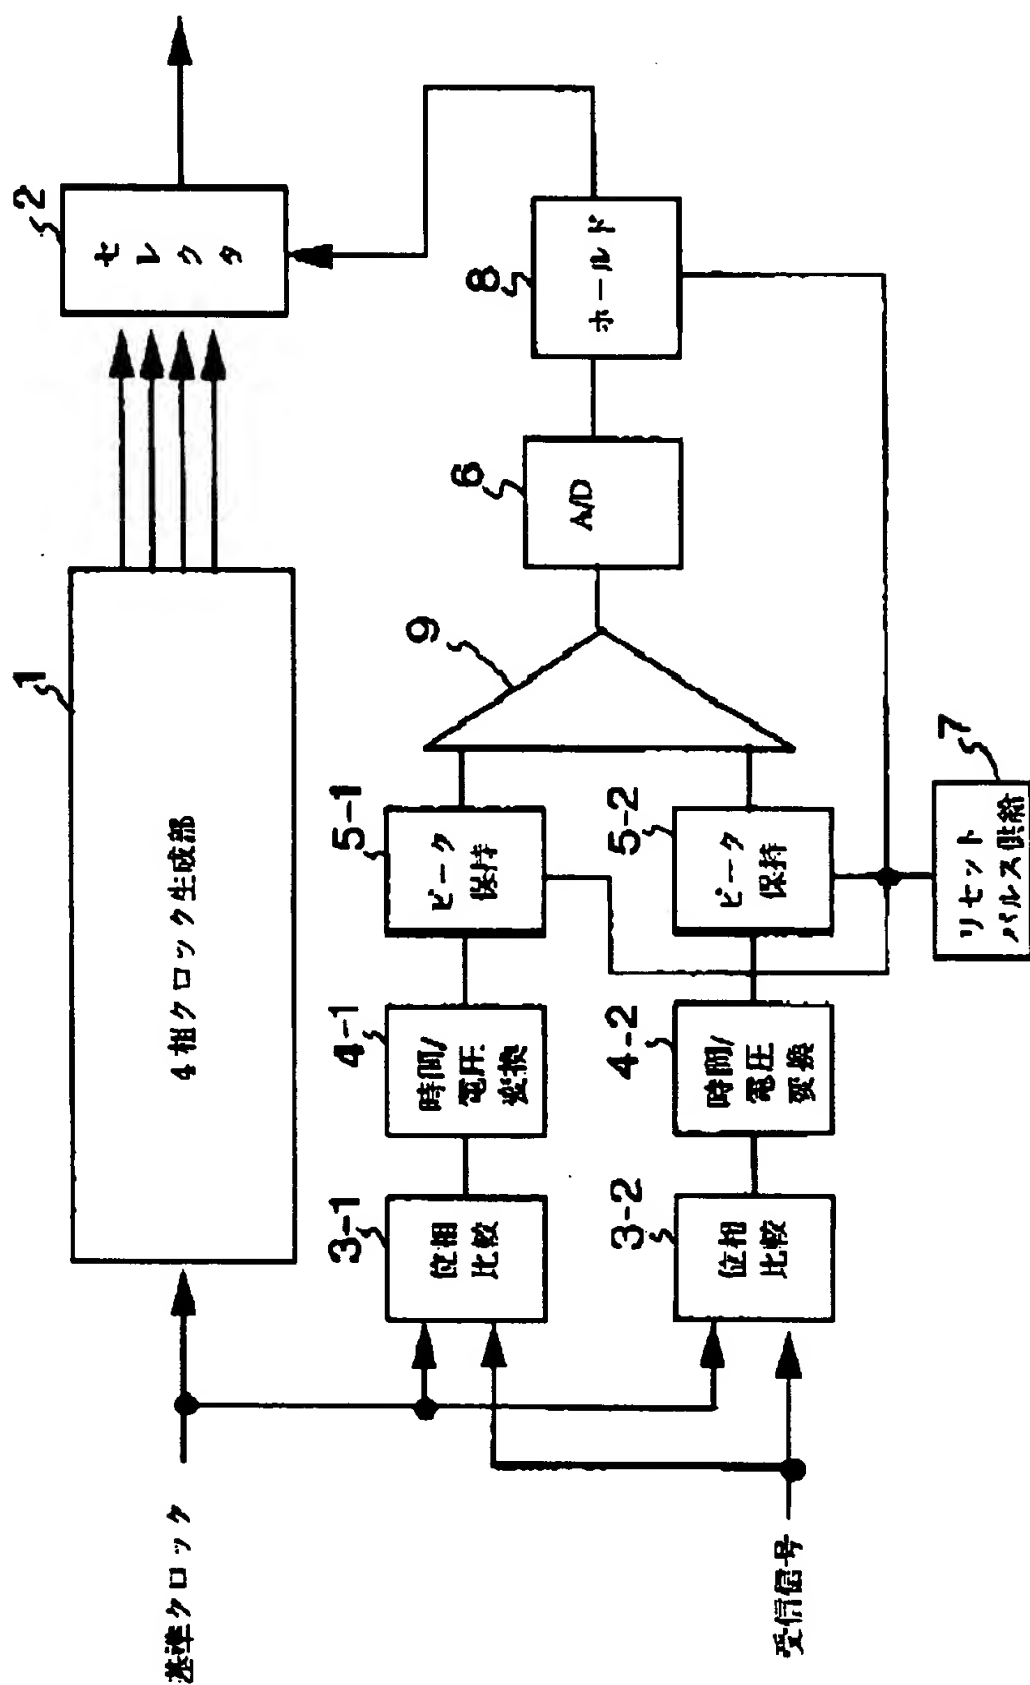 基準クロック
1
4相クロック生成部
2
セレクタ
3-1
位相
比較
4-1
時間/
電圧
変換
5-1
ピーク
保持
9
6
A/D
8
ホールド
受信信号
3-2
位相
比較
4-2
時間/
電圧
変換
5-2
ピーク
保持
7
リセット
パルス供給